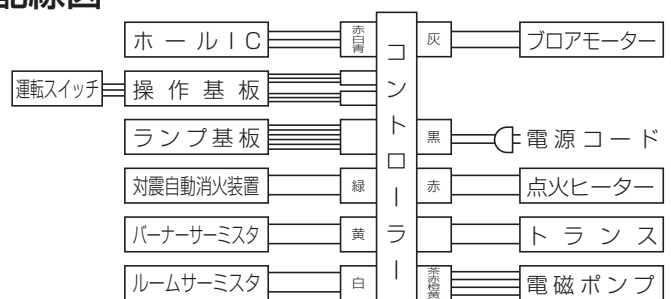 配線図
ホールIC 赤白青 コントローラー 灰 ブロアモーター
運転スイッチ 操作基板
ランプ基板 黒 電源コード
対震自動消火装置 緑 赤 点火ヒーター
バーナーサーミスタ 黄 トランス
ルームサーミスタ 白 茶赤橙黄 電磁ポンプ